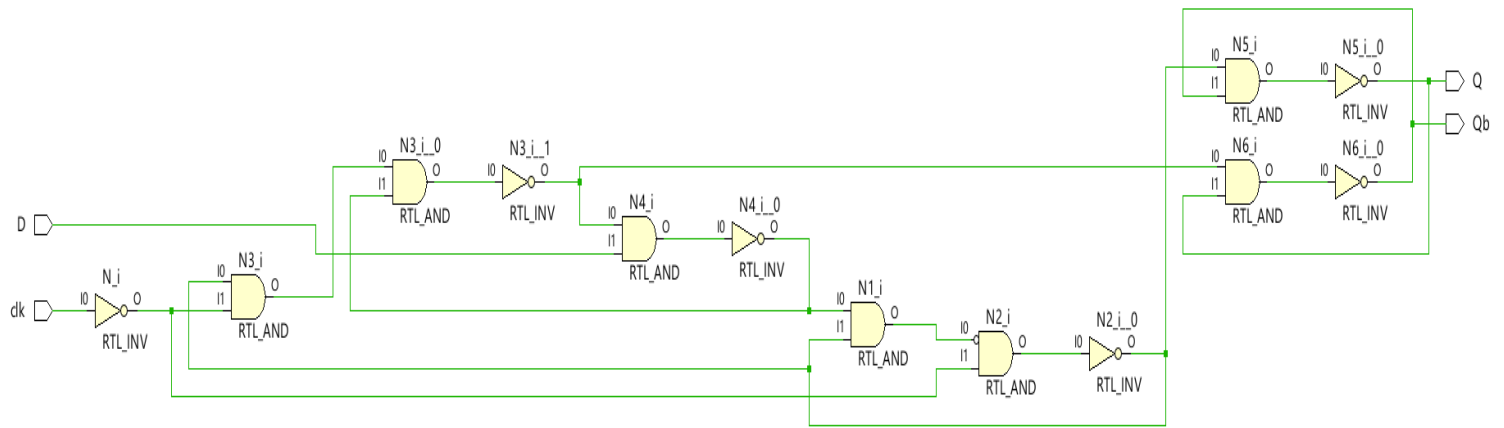 N5_i
N5_i__0
I0
O
I0
O
Q
I1
RTL_AND
RTL_INV
Qb
N3_i__0
N3_i__1
N6_i
N6_i__0
I0
O
I0
O
I0
O
I0
O
I1
I1
RTL_AND
RTL_INV
RTL_AND
RTL_INV
N4_i
N4_i__0
D
I0
O
I0
O
I1
RTL_AND
RTL_INV
N3_i
N_i
I0
O
clk
I0
O
I1
RTL_AND
RTL_INV
N1_i
I0
O
I1
RTL_AND
N2_i
N2_i__0
I0
O
I0
O
I1
RTL_AND
RTL_INV